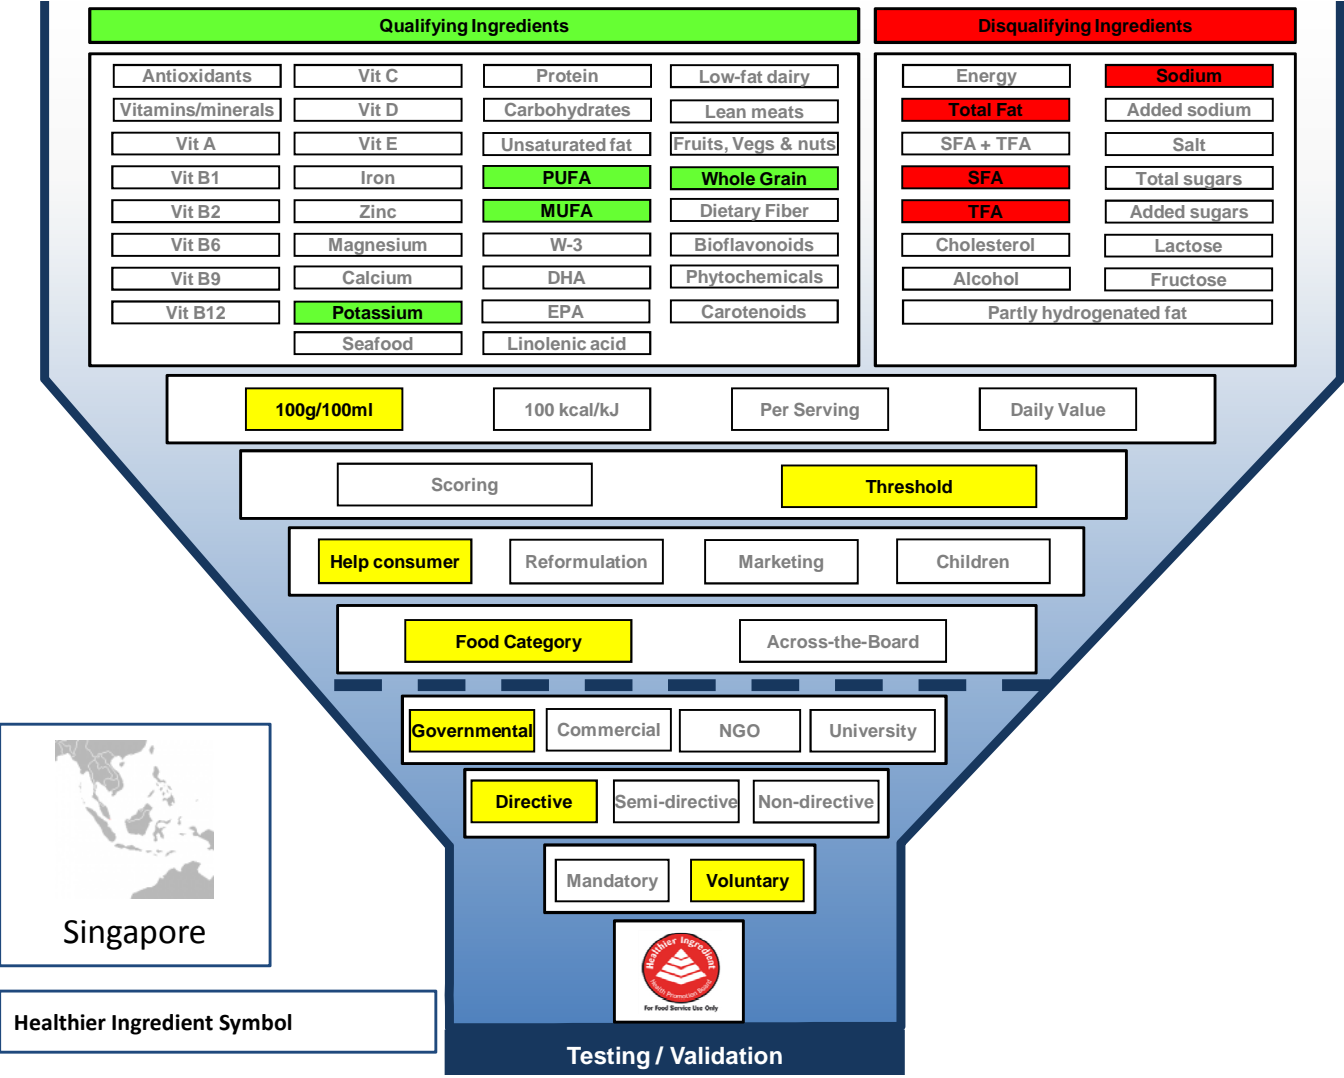 Qualifying Ingredients
Disqualifying Ingredients
Antioxidants
Vit C
Protein
Low-fat dairy
Energy
Sodium
Vitamins/minerals
Vit D
Carbohydrates
Lean meats
Total Fat
Added sodium
Vit A
Vit E
Unsaturated fat
Fruits, Vegs & nuts
SFA + TFA
Salt
Vit B1
Iron
PUFA
Whole Grain
SFA
Total sugars
Vit B2
Zinc
MUFA
Dietary Fiber
TFA
Added sugars
Vit B6
Magnesium
W-3
Bioflavonoids
Cholesterol
Lactose
Vit B9
Calcium
DHA
Phytochemicals
Alcohol
Fructose
Vit B12
Potassium
EPA
Carotenoids
Partly hydrogenated fat
Seafood
Linolenic acid
100g/100ml
100 kcal/kJ
Per Serving
Daily Value
Scoring
Threshold
Help consumer
Reformulation
Marketing
Children
Food Category
Across-the-Board
Governmental
Commercial
NGO
University
Directive
Semi-directive
Non-directive
Mandatory
Voluntary
Singapore
Healthier Ingredient
Health Promotion Board
For Food Service Use Only
Healthier Ingredient Symbol
Testing / Validation